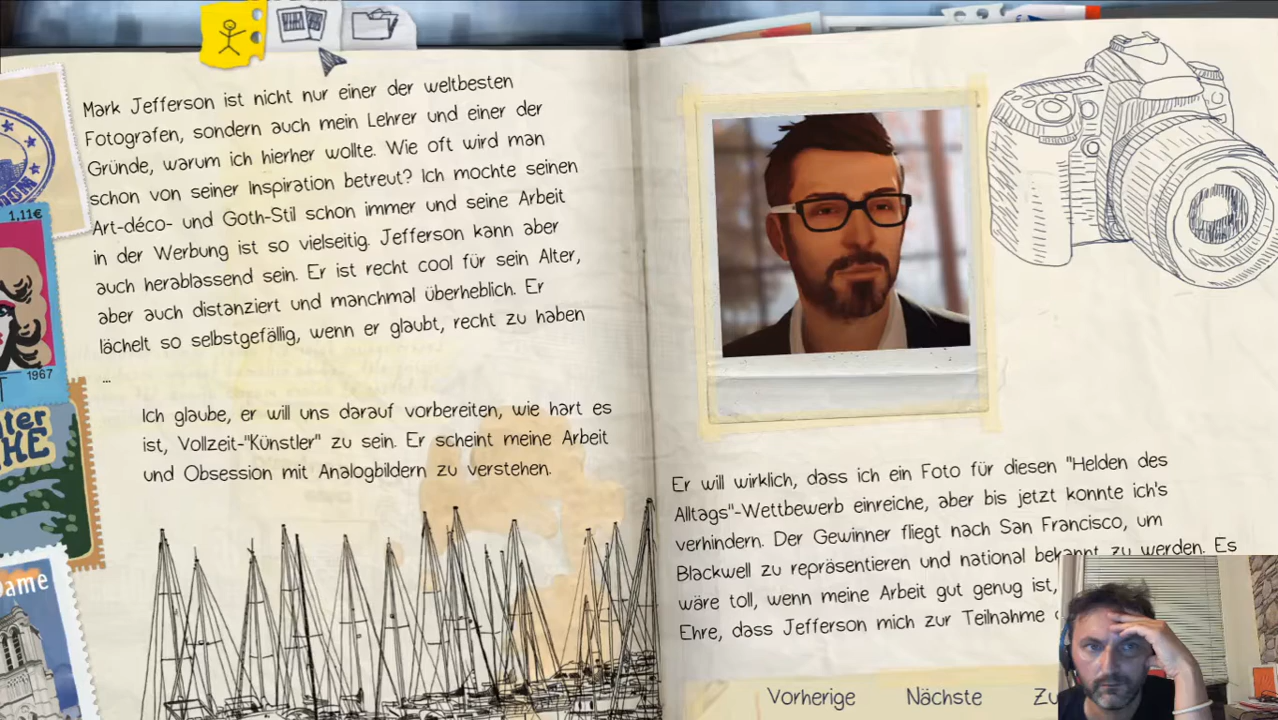 Mark Jefferson ist nicht nur einer der weltbesten
Fotografen, sondern auch mein Lehrer und einer der
Gründe, warum ich hierher wollte. Wie oft wird man
schon von seiner Inspiration betreut? Ich mochte seinen
Art-déco- und Goth-Stil schon immer und seine Arbeit
in der Werbung ist so vielseitig. Jefferson kann aber
auch herablassend sein. Er ist recht cool für sein Alter,
aber auch distanziert und manchmal überheblich. Er
lächelt so selbstgefällig, wenn er glaubt, recht zu haben
...
Ich glaube, er will uns darauf vorbereiten, wie hart es
ist, Vollzeit-"Künstler" zu sein. Er scheint meine Arbeit
und Obsession mit Analogbildern zu verstehen.
1,11€
1967
Dame
Er will wirklich, dass ich ein Foto für diesen "Helden des
Alltags"-Wettbewerb einreiche, aber bis jetzt konnte ich's
verhindern. Der Gewinner fliegt nach San Francisco, um
Blackwell zu repräsentieren und national bekannt zu werden. Es
wäre toll, wenn meine Arbeit gut genug ist,
Ehre, dass Jefferson mich zur Teilnahme
Vorherige
Nächste